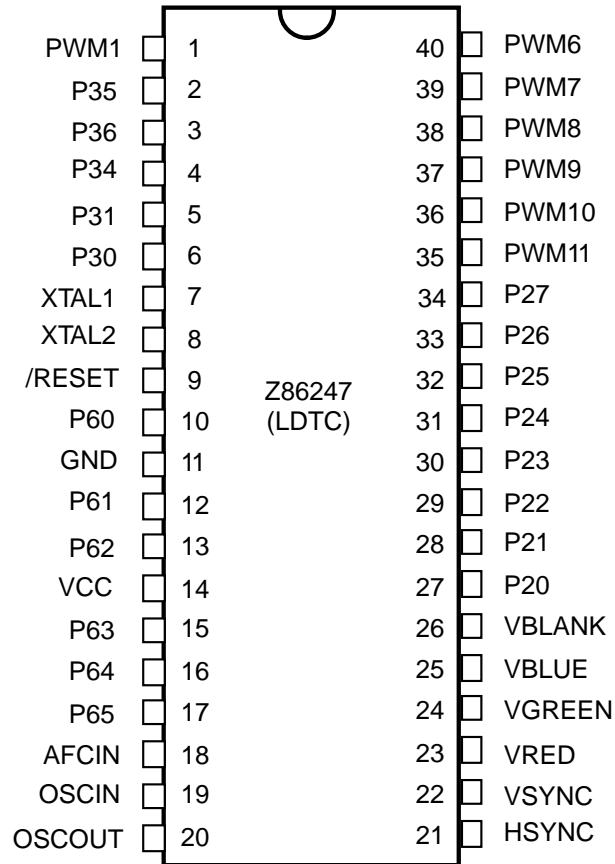 PWM1 1 40 PWM6
P35 2 39 PWM7
P36 3 38 PWM8
P34 4 37 PWM9
P31 5 36 PWM10
P30 6 35 PWM11
XTAL1 7 34 P27
XTAL2 8 33 P26
/RESET 9 32 P25
Z86247
(LDTC)
P60 10 31 P24
GND 11 30 P23
P61 12 29 P22
P62 13 28 P21
VCC 14 27 P20
P63 15 26 VBLANK
P64 16 25 VBLUE
P65 17 24 VGREEN
AFCIN 18 23 VRED
OSCIN 19 22 VSYNC
OSCOUT 20 21 HSYNC